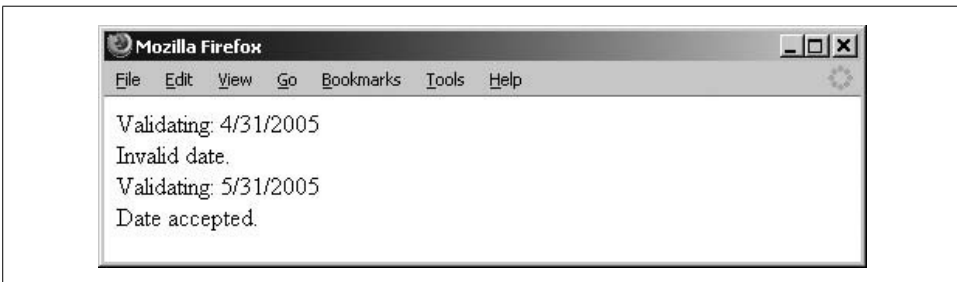 Mozilla Firefox
File Edit View Go Bookmarks Tools Help
Validating: 4/31/2005
Invalid date.
Validating: 5/31/2005
Date accepted.